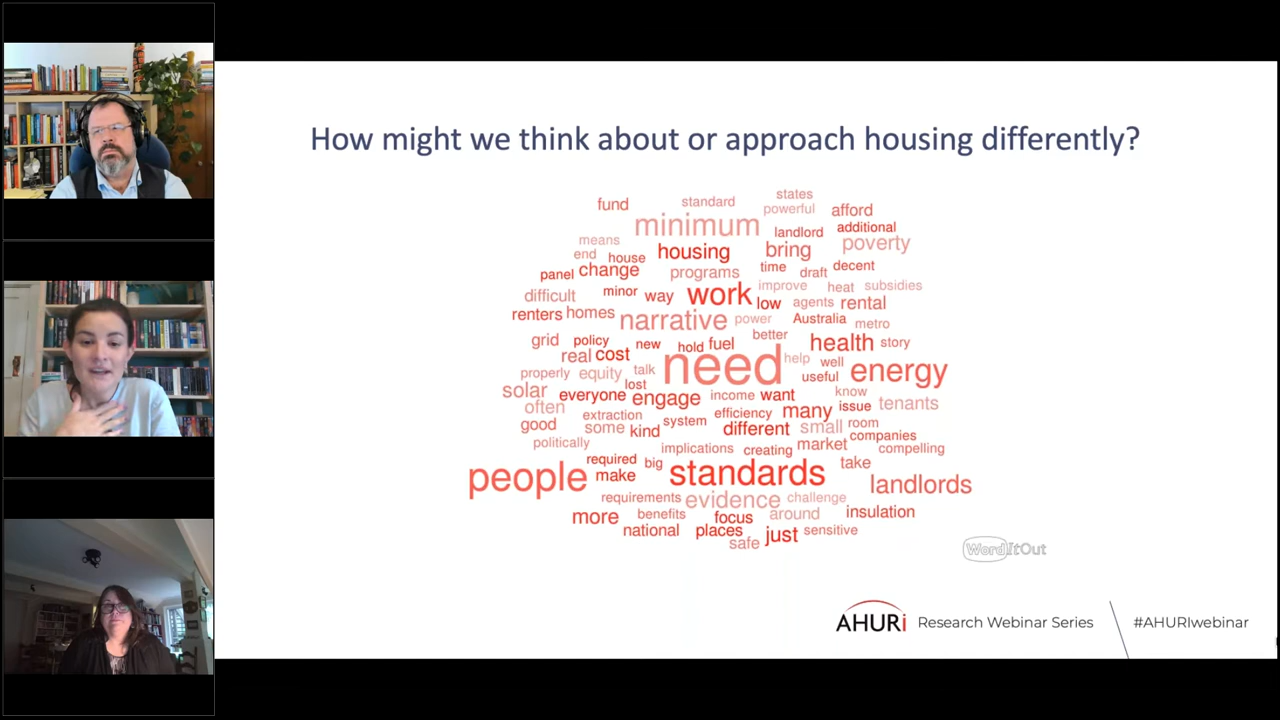 How might we think about or approach housing differently?
states
fund standard powerful afford
minimum landlord additional
means housing bring poverty
end house time draft decent
panel change programs
difficult minor way work low improve heat subsidies
agents rental
renters homes narrative power Australia metro
grid policy new hold fuel better health story
real cost need help well
properly equity talk useful energy
solar everyone lost engage income want know
often many issue tenants
good extraction some kind system efficiency different small room
politically implications creating market companies compelling
required big
people make standards take landlords
requirements evidence challenge
more benefits focus around insulation
national places just sensitive
safe
WordItOut
AHURi Research Webinar Series #AHURIwebinar